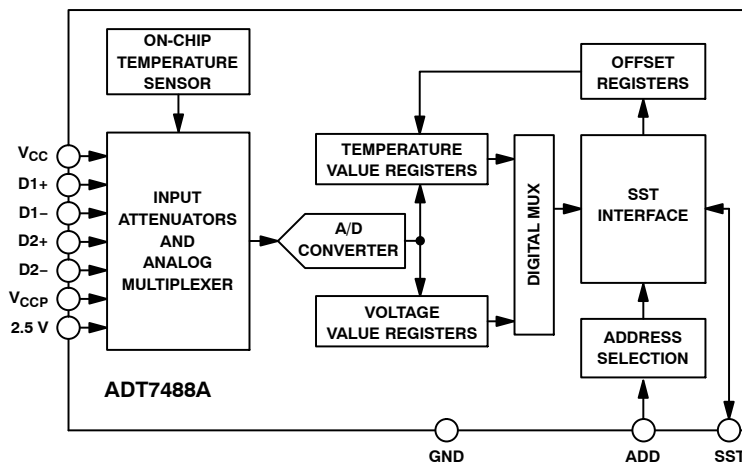 ON-CHIP
TEMPERATURE
SENSOR
OFFSET
REGISTERS
VCC
D1+
D1−
D2+
D2−
VCCP
2.5 V
INPUT
ATTENUATORS
AND
ANALOG
MULTIPLEXER
A/D
CONVERTER
TEMPERATURE
VALUE REGISTERS
VOLTAGE
VALUE REGISTERS
DIGITAL MUX
SST
INTERFACE
ADDRESS
SELECTION
ADT7488A
GND
ADD
SST